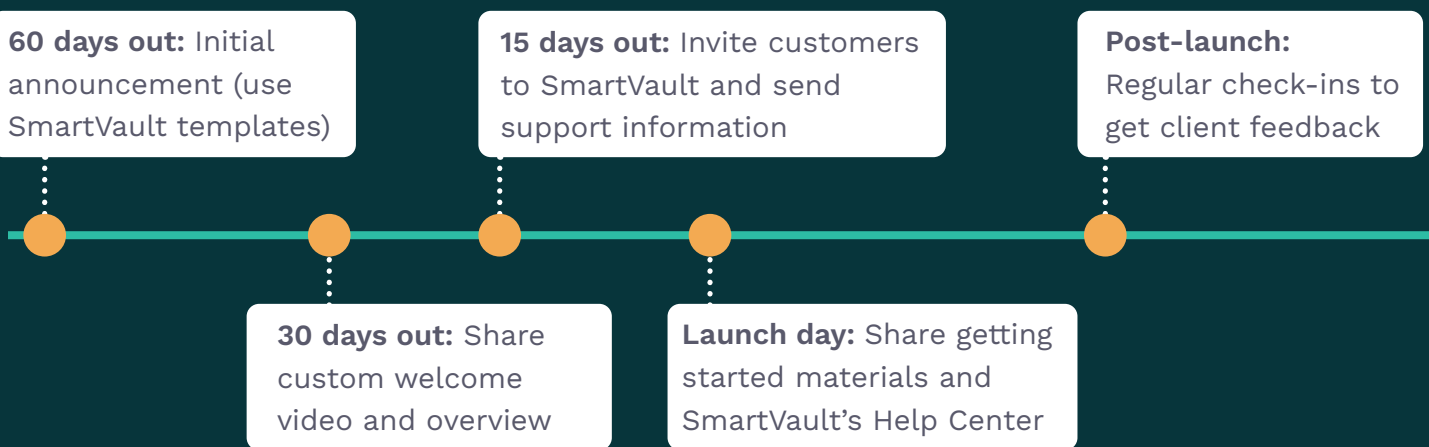 60 days out: Initial
announcement (use
SmartVault templates)
30 days out: Share
custom welcome
video and overview
15 days out: Invite customers
to SmartVault and send
support information
Launch day: Share getting
started materials and
SmartVault’s Help Center
Post-launch:
Regular check-ins to
get client feedback